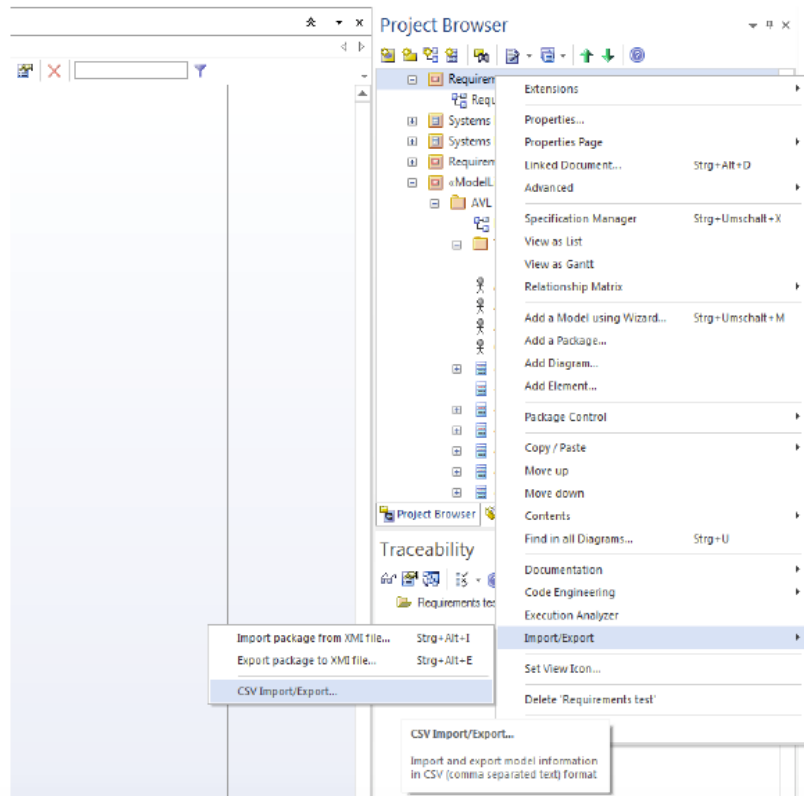 Project Browser
Requirem
Requ
Systems
Systems
Requirem
«ModelL
AVL
Extensions
Properties...
Properties Page
Linked Document... Strg+Alt+D
Advanced
Specification Manager Strg+Umschalt+X
View as List
View as Gantt
Relationship Matrix
Add a Model using Wizard... Strg+Umschalt+M
Add a Package...
Add Diagram...
Add Element...
Package Control
Copy / Paste
Move up
Move down
Contents
Find in all Diagrams... Strg+U
Documentation
Code Engineering
Execution Analyzer
Import/Export
Set View Icon...
Delete 'Requirements test'
Project Browser
Traceability
Requirements tes
Import package from XMI file... Strg+Alt+I
Export package to XMI file... Strg+Alt+E
CSV Import/Export...
CSV Import/Export...
Import and export model information
in CSV (comma separated text) format